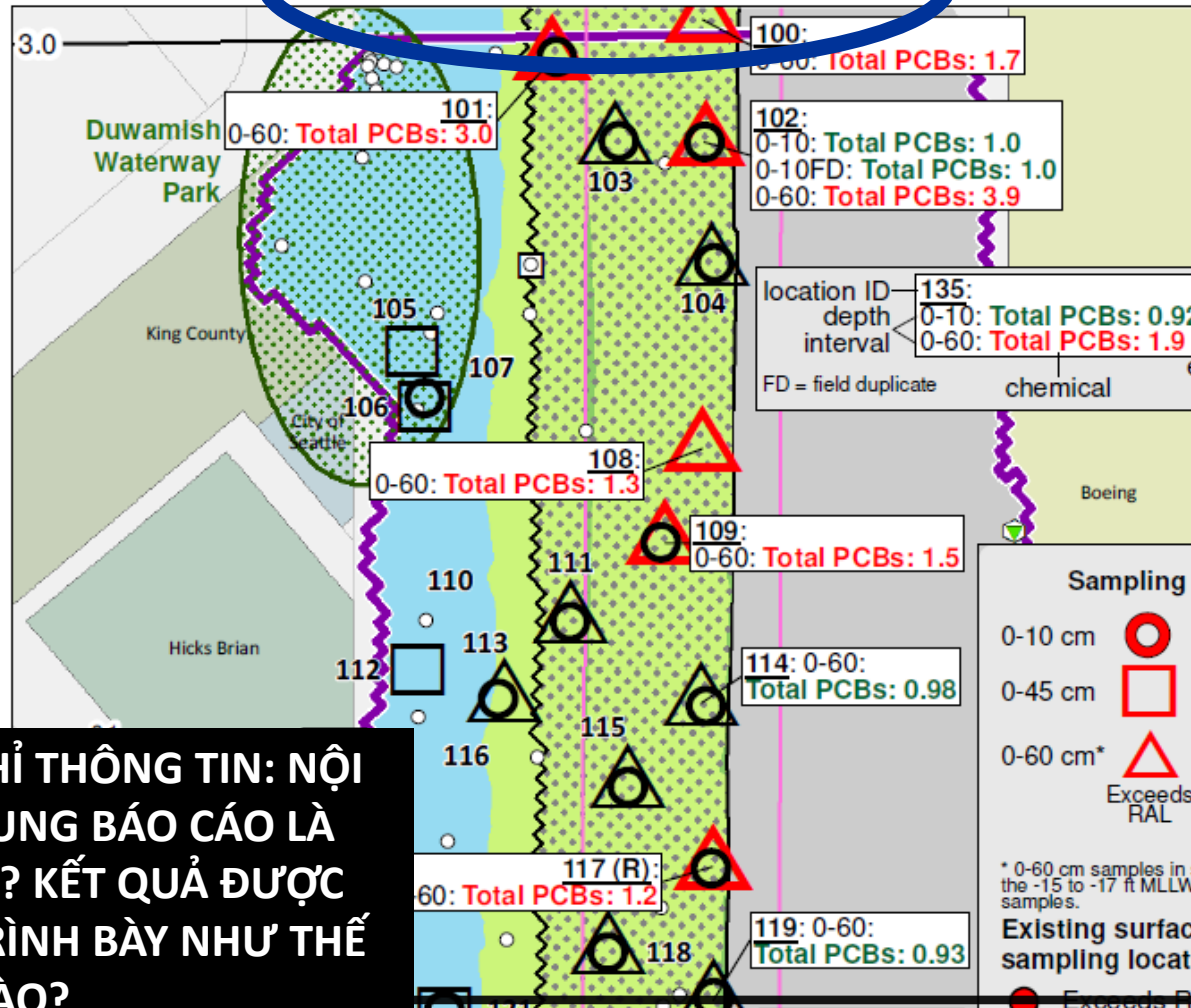 3.0
100:
0-60: Total PCBs: 1.7
101:
0-60: Total PCBs: 3.0
Duwamish
Waterway
Park
102:
0-10: Total PCBs: 1.0
0-10FD: Total PCBs: 1.0
0-60: Total PCBs: 3.9
103
104
location ID
depth
interval
135:
0-10: Total PCBs: 0.92
0-60: Total PCBs: 1.9
FD = field duplicate
chemical
105
King County
107
106
City of
Seattle
108:
0-60: Total PCBs: 1.3
Boeing
109:
0-60: Total PCBs: 1.5
111
110
Sampling
0-10 cm
Hicks Brian
113
112
114: 0-60:
Total PCBs: 0.98
0-45 cm
115
116
0-60 cm*
Exceeds
RAL
HỈ THÔNG TIN: NỘI
UNG BÁO CÁO LÀ
? KẾT QUẢ ĐƯỢC
RÌNH BÀY NHƯ THẾ
ÀO?
117 (R):
-60: Total PCBs: 1.2
* 0-60 cm samples in
the -15 to -17 ft MLLW
samples.
118
119: 0-60:
Total PCBs: 0.93
Existing surfac
sampling locat
Exceeds R